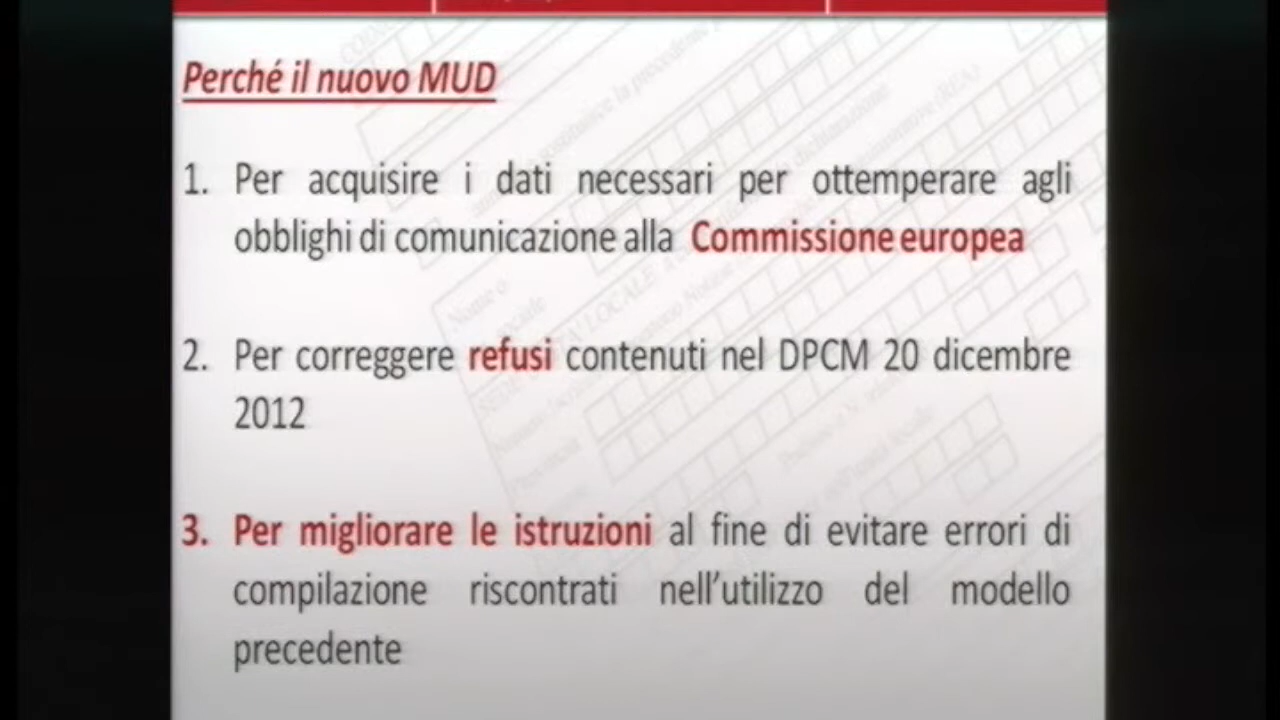 Perché il nuovo MUD
1. Per acquisire i dati necessari per ottemperare agli
obblighi di comunicazione alla Commissione europea
2. Per correggere refusi contenuti nel DPCM 20 dicembre
2012
3. Per migliorare le istruzioni al fine di evitare errori di
compilazione riscontrati nell'utilizzo del modello
precedente